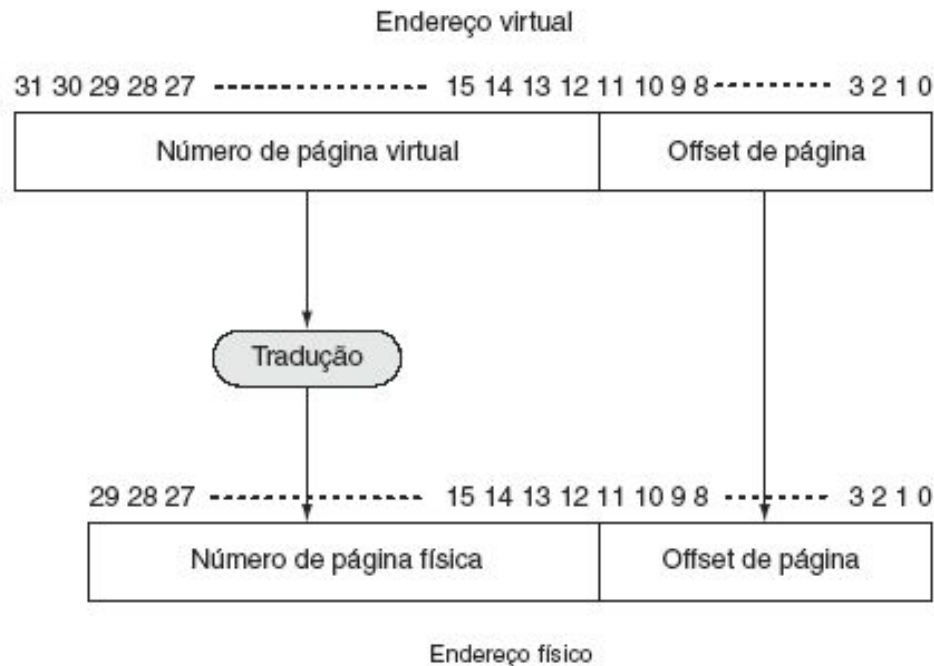 Endereço virtual
31 30 29 28 27 ---------------- 15 14 13 12 11 10 9 8 -------- 3 2 1 0
Número de página virtual Offset de página
Tradução
29 28 27 ---------------- 15 14 13 12 11 10 9 8 -------- 3 2 1 0
Número de página física Offset de página
Endereço físico